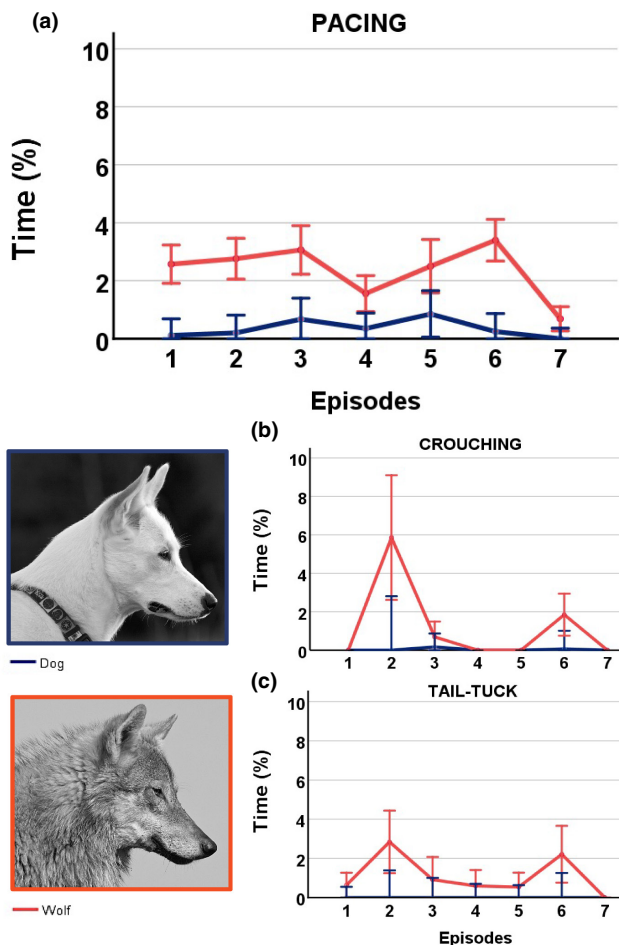 (a)
PACING
10
8
6
4
2
0
Time (%)
1 2 3 4 5 6 7
Episodes
Dog
Wolf
(b)
CROUCHING
10
8
6
4
2
0
Time (%)
1 2 3 4 5 6 7
(c)
TAIL-TUCK
10
8
6
4
2
0
Time (%)
1 2 3 4 5 6 7
Episodes